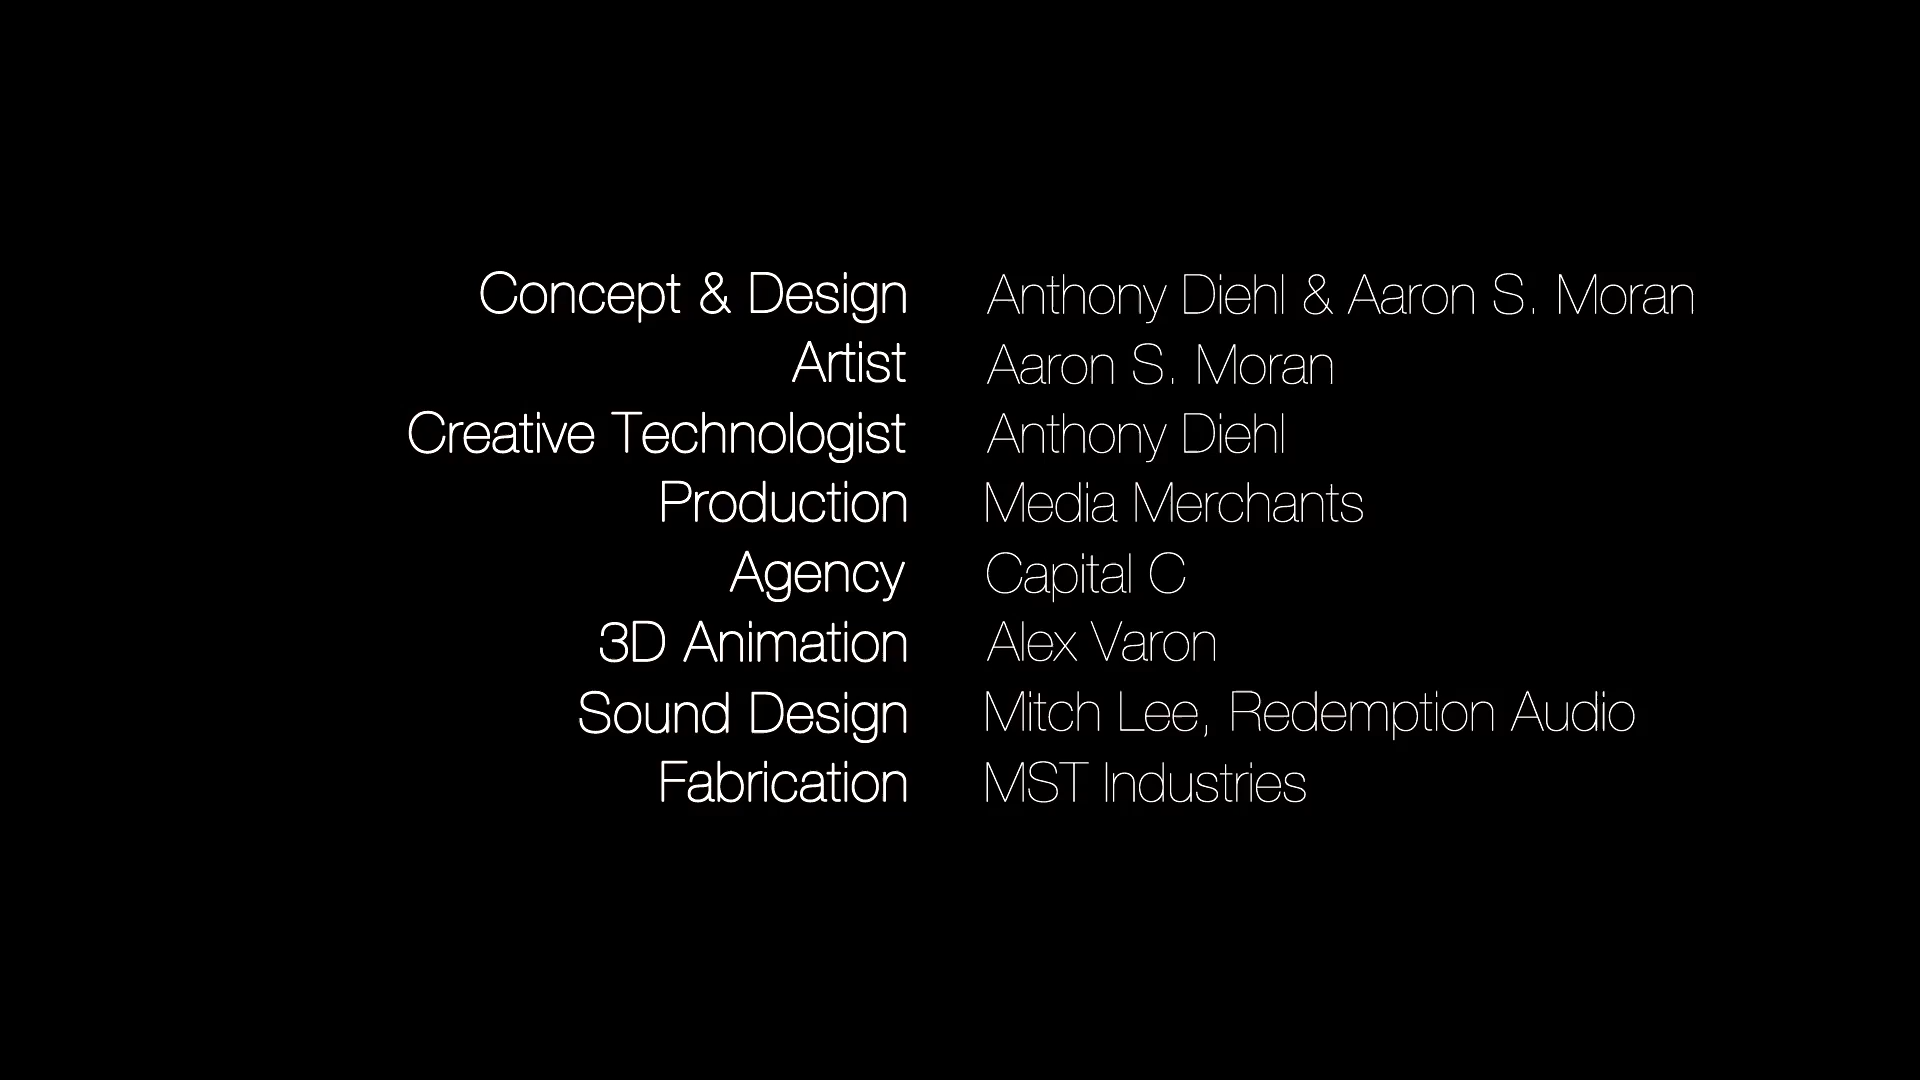 Concept & Design Anthony Diehl & Aaron S. Moran
Artist Aaron S. Moran
Creative Technologist Anthony Diehl
Production Media Merchants
Agency Capital C
3D Animation Alex Varon
Sound Design Mitch Lee, Redemption Audio
Fabrication MST Industries